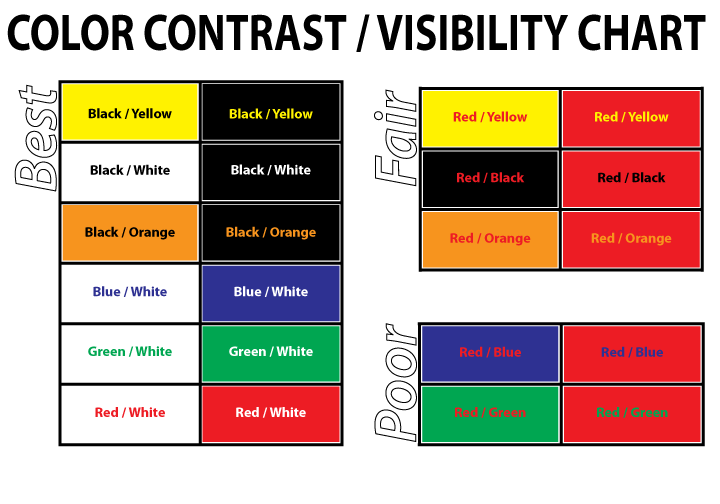 COLOR CONTRAST / VISIBILITY CHART
Best
Black / Yellow Black / Yellow
Black / White Black / White
Black / Orange Black / Orange
Blue / White Blue / White
Green / White Green / White
Red / White Red / White
Fair
Red / Yellow Red / Yellow
Red / Black Red / Black
Red / Orange Red / Orange
Poor
Red / Blue Red / Blue
Red / Green Red / Green